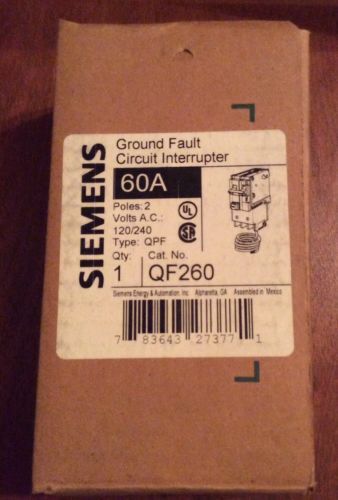 SIEMENS
Ground Fault
Circuit Interrupter
60A
Poles: 2
Volts A.C.:
120/240
Type: QPF
Qty: Cat. No.
1 QF260
UL
Siemens Energy & Automation, Inc. Alpharetta, GA Assembled in Mexico
7 83643 27377 1